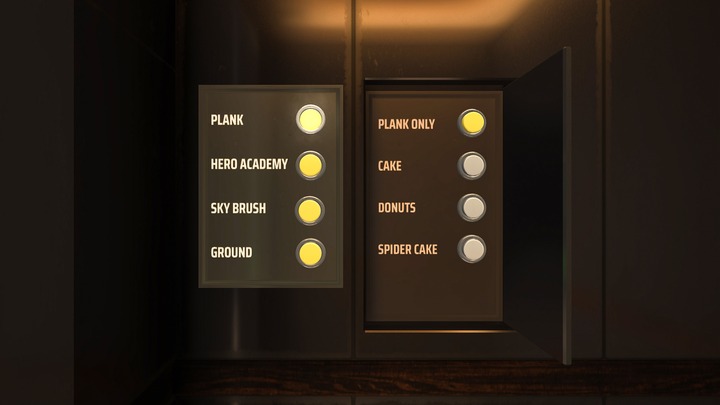 PLANK
HERO ACADEMY
SKY BRUSH
GROUND
PLANK ONLY
CAKE
DONUTS
SPIDER CAKE